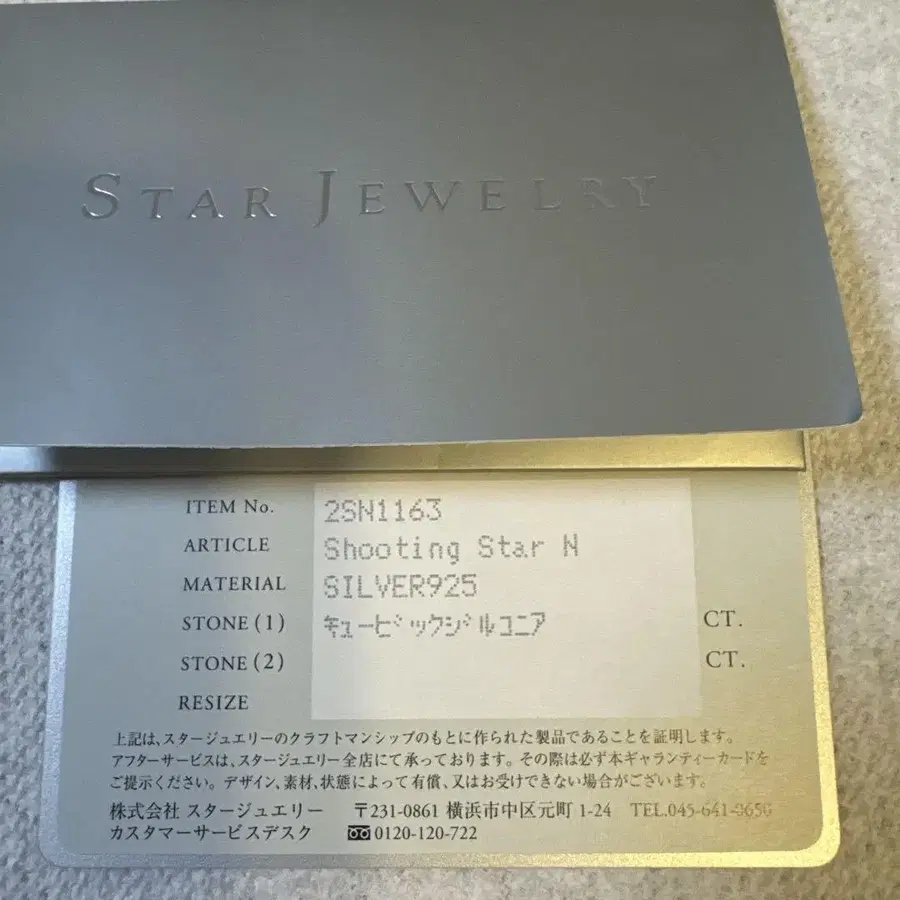 STAR JEWELRY
ITEM No. 2SN1163
ARTICLE Shooting Star N
MATERIAL SILVER925
STONE(1) キュービックジルコニア CT.
STONE(2) CT.
RESIZE
上記は、スタージュエリーのクラフトマンシップのもとに作られた製品であることを証明します。
アフターサービスは、スタージュエリー全店にて承っております。その際は必ず本ギャランティーカードを
ご提示ください。デザイン、素材、状態によって有償、又はお受けできない場合がございます。
株式会社 スタージュエリー 〒231-0861 横浜市中区元町 1-24 TEL.045-641-0650
カスタマーサービスデスク 0120-120-722